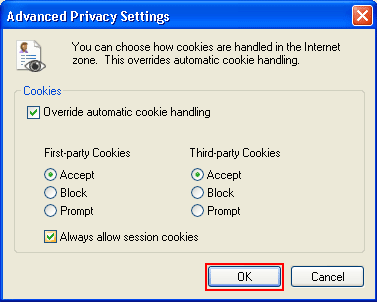 Advanced Privacy Settings
You can choose how cookies are handled in the Internet
zone. This overrides automatic cookie handling.
Cookies
Override automatic cookie handling
First-party Cookies Third-party Cookies
Accept Accept
Block Block
Prompt Prompt
Always allow session cookies
OK Cancel